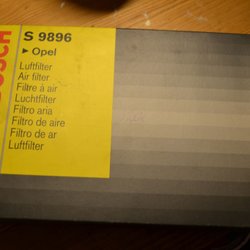 BOSCH
S 9896
▸ Opel
Luftfilter
Air filter
Filtre à air
Luchtfilter
Filtro aria
Filtro de aire
Filtro de ar
Luftfilter